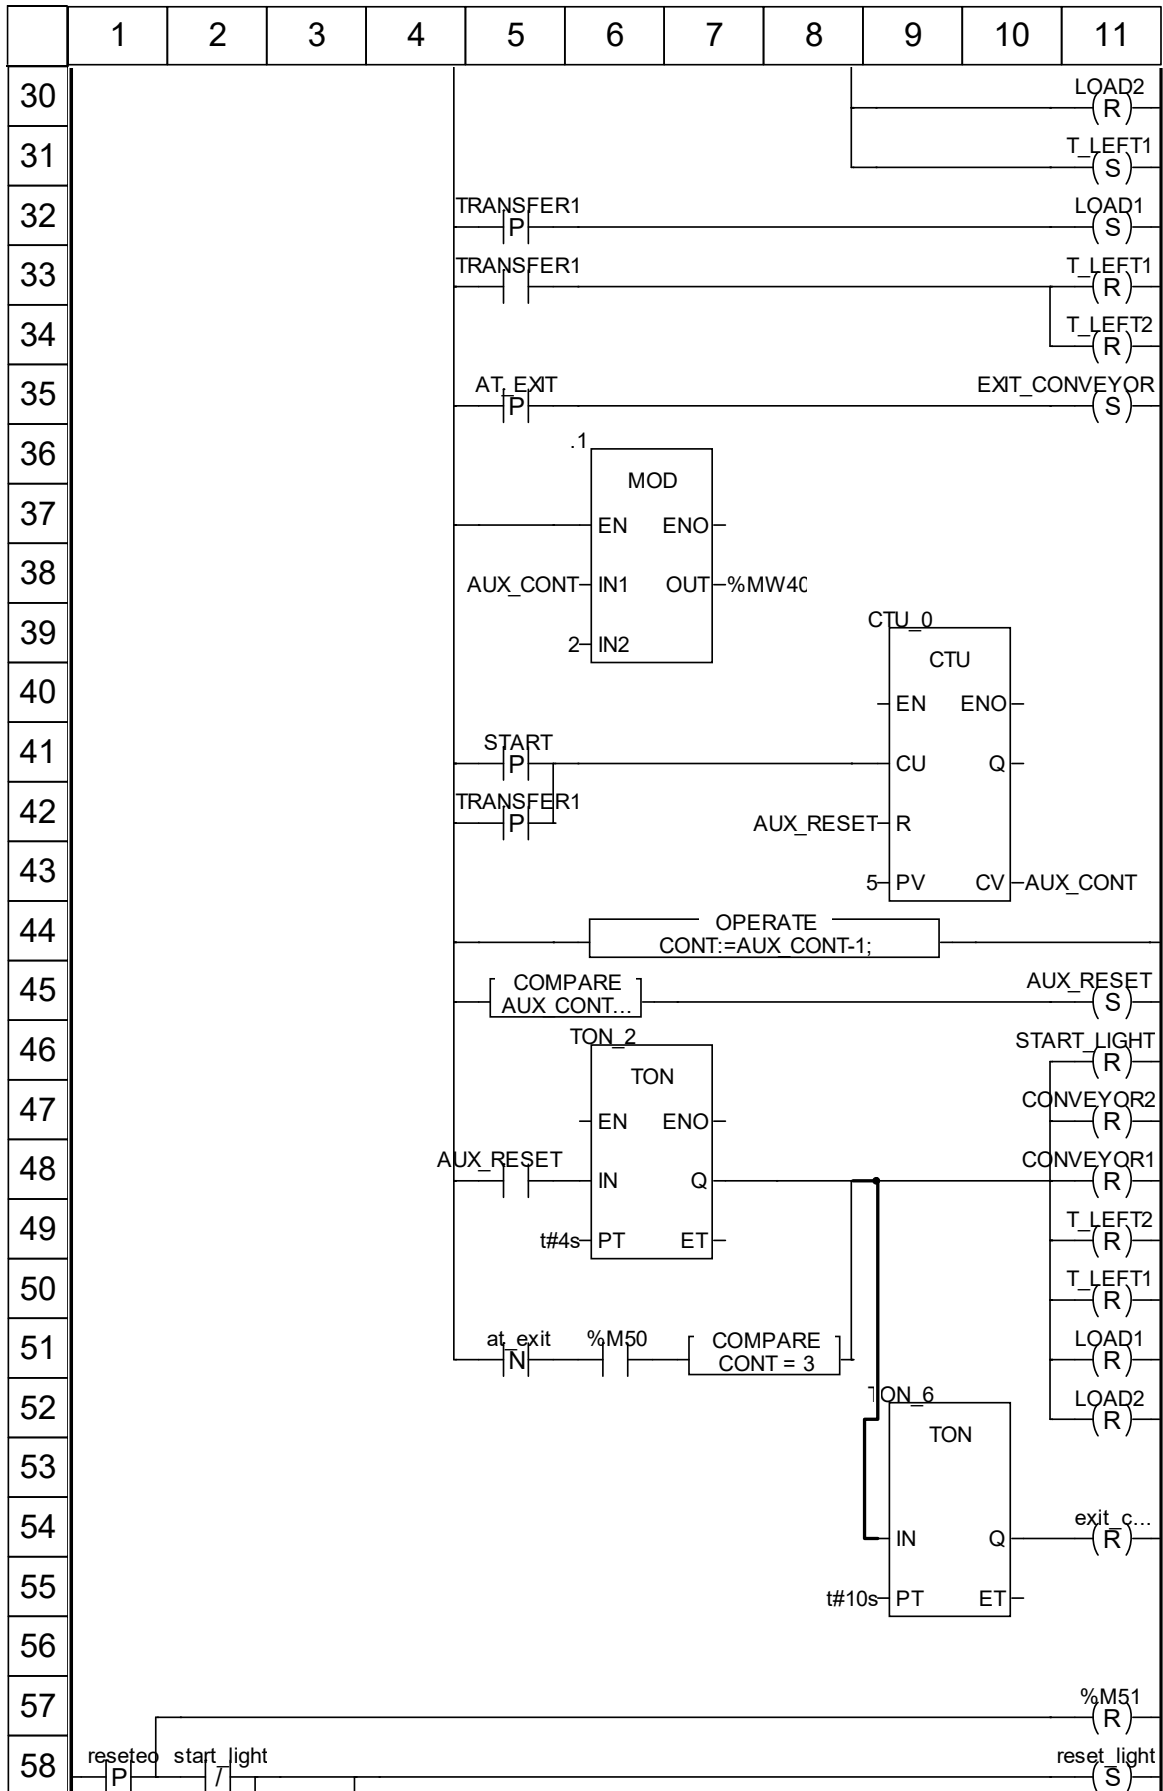 1 2 3 4 5 6 7 8 9 10 11
30 LOAD2
(R)
31 T_LEFT1
(S)
32 TRANSFER1 LOAD1
P (S)
33 TRANSFER1 T_LEFT1
(R)
34 T_LEFT2
(R)
35 AT_EXIT EXIT_CONVEYOR
P (S)
36 .1
MOD
37 EN ENO
38 AUX_CONT IN1 OUT %MW40
39 CTU_0
2 IN2
CTU
40 EN ENO
41 START
P CU Q
42 TRANSFER1
P AUX_RESET R
43 5 PV CV AUX_CONT
44 OPERATE
CONT:=AUX_CONT-1;
45 COMPARE AUX_RESET
AUX_CONT... (S)
46 TON_2 START_LIGHT
(R)
TON
47 CONVEYOR2
EN ENO (R)
48 AUX_RESET CONVEYOR1
IN Q (R)
49 T_LEFT2
t#4s PT ET (R)
50 T_LEFT1
(R)
51 at_exit %M50 COMPARE LOAD1
N CONT = 3 (R)
52 TON_6 LOAD2
(R)
53 TON
54 exit_c...
IN Q (R)
55 t#10s PT ET
56
57 %M51
(R)
58 reseteo start_light reset_light
P / (S)